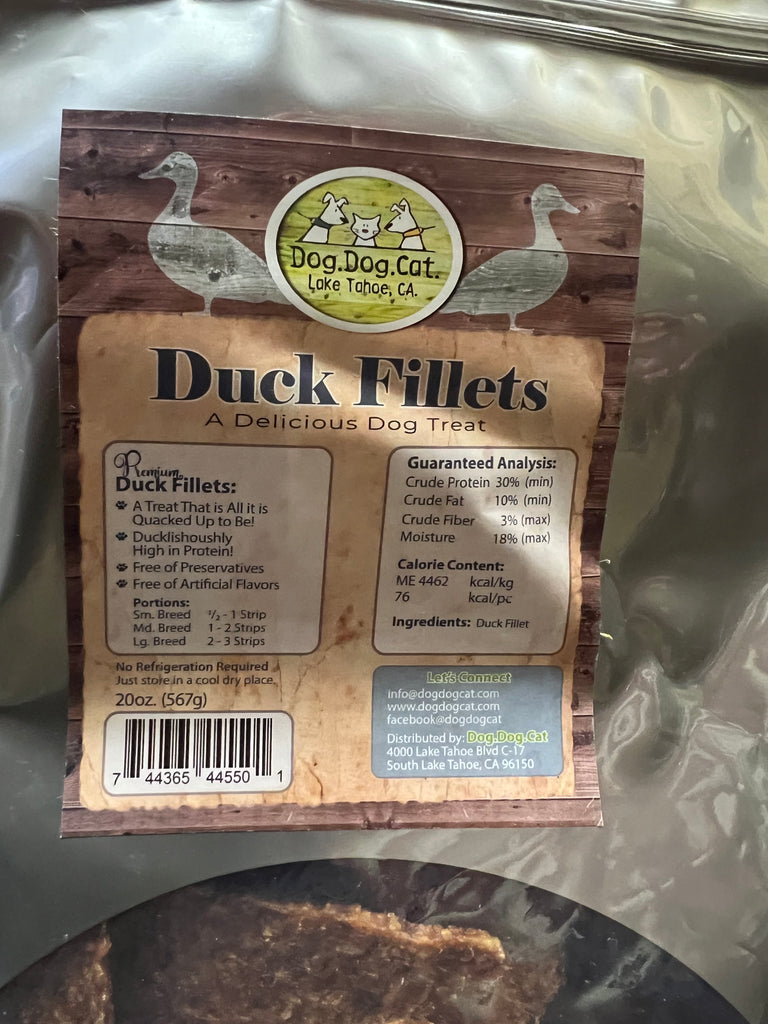 Dog.Dog.Cat.
Lake Tahoe, CA.
Duck Fillets
A Delicious Dog Treat
Premium
Duck Fillets:
A Treat That is All it is
Quacked Up to Be!
Ducklishoushly
High in Protein!
Free of Preservatives
Free of Artificial Flavors
Portions:
Sm. Breed 1/2 - 1 Strip
Md. Breed 1 - 2 Strips
Lg. Breed 2 - 3 Strips
No Refrigeration Required
Just store in a cool dry place.
20oz. (567g)
7 44365 44550 1
Guaranteed Analysis:
Crude Protein 30% (min)
Crude Fat 10% (min)
Crude Fiber 3% (max)
Moisture 18% (max)
Calorie Content:
ME 4462 kcal/kg
76 kcal/pc
Ingredients: Duck Fillet
Let's Connect
info@dogdogcat.com
www.dogdogcat.com
facebook@dogdogcat
Distributed by: Dog.Dog.Cat
4000 Lake Tahoe Blvd C-17
South Lake Tahoe, CA 96150